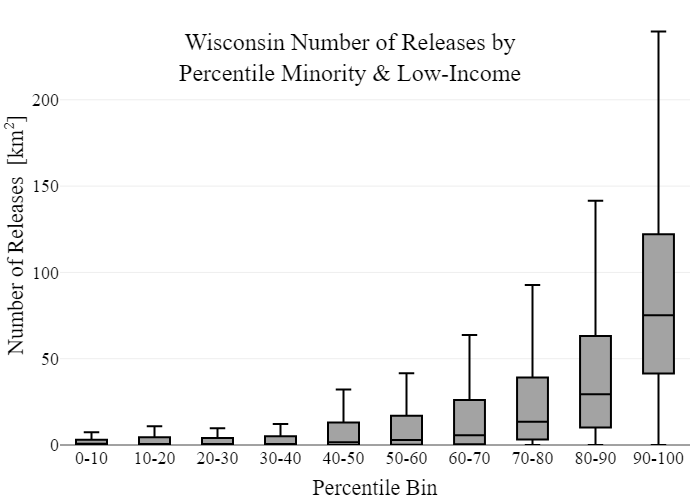 Wisconsin Number of Releases by
Percentile Minority & Low-Income
Number of Releases [km²]
200
150
100
50
0
0-10 10-20 20-30 30-40 40-50 50-60 60-70 70-80 80-90 90-100
Percentile Bin